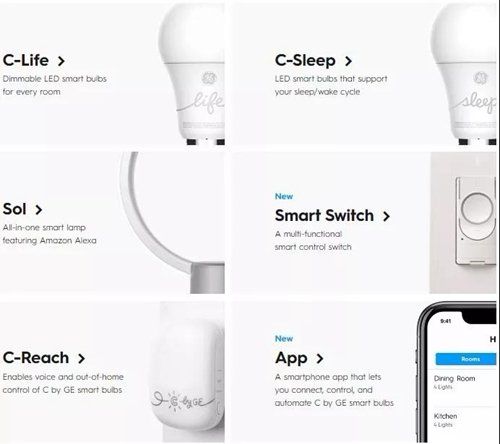 C-Life >
Dimmable LED smart bulbs
for every room
GE
life
C-Sleep >
LED smart bulbs that support
your sleep/wake cycle
GE
sleep
Sol >
All-in-one smart lamp
featuring Amazon Alexa
New
Smart Switch >
A multi-functional
smart control switch
C-Reach >
Enables voice and out-of-home
control of C by GE smart bulbs
C by GE
New
App >
A smartphone app that lets
you connect, control, and
automate C by GE smart bulbs
9:41
H
Rooms
Dining Room
4 Lights
Kitchen
4 Lights